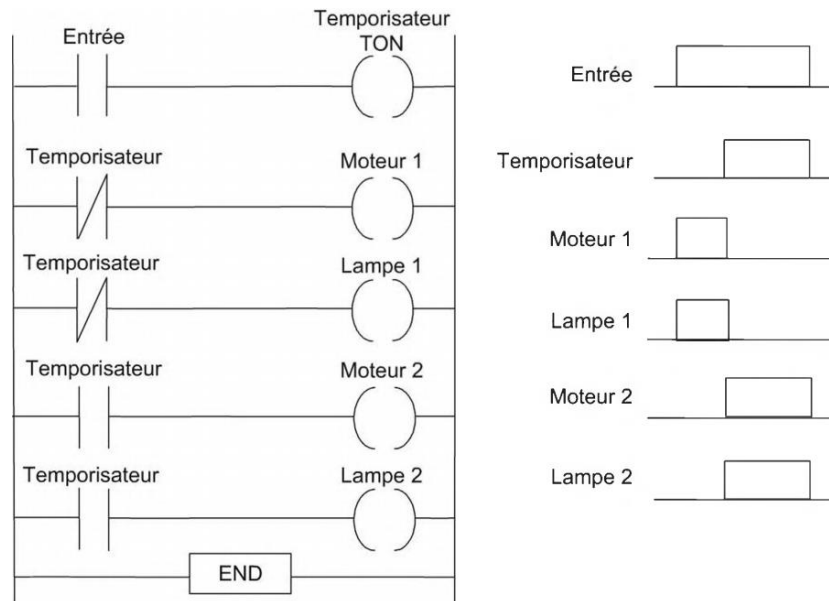 Entrée
Temporisateur
TON
Temporisateur
Moteur 1
Temporisateur
Lampe 1
Temporisateur
Moteur 2
Temporisateur
Lampe 2
END
Entrée
Temporisateur
Moteur 1
Lampe 1
Moteur 2
Lampe 2